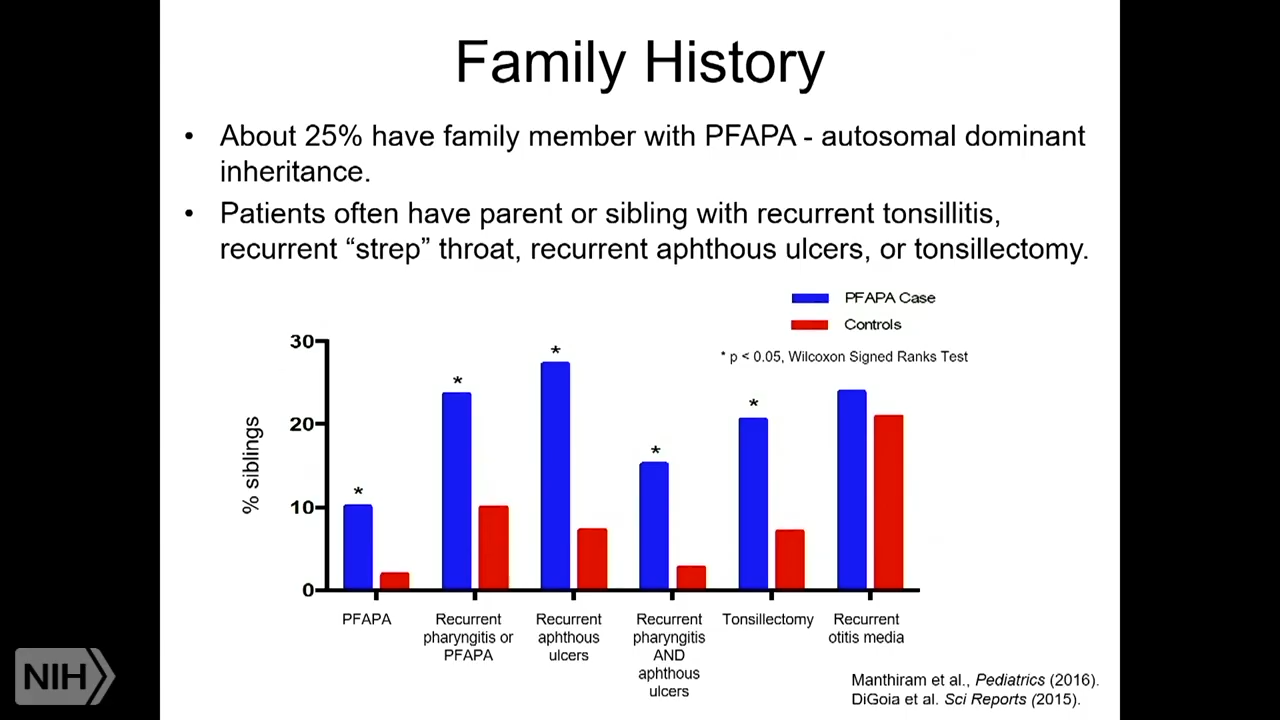 Family History
• About 25% have family member with PFAPA - autosomal dominant
inheritance.
• Patients often have parent or sibling with recurrent tonsillitis,
recurrent “strep” throat, recurrent aphthous ulcers, or tonsillectomy.
PFAPA Case
Controls
* p < 0.05, Wilcoxon Signed Ranks Test
% siblings
30
20
10
0
*
*
*
*
*
PFAPA
Recurrent
pharyngitis or
PFAPA
Recurrent
aphthous
ulcers
Recurrent
pharyngitis
AND
aphthous
ulcers
Tonsillectomy
Recurrent
otitis media
Manthiram et al., Pediatrics (2016).
DiGoia et al. Sci Reports (2015).
NIH